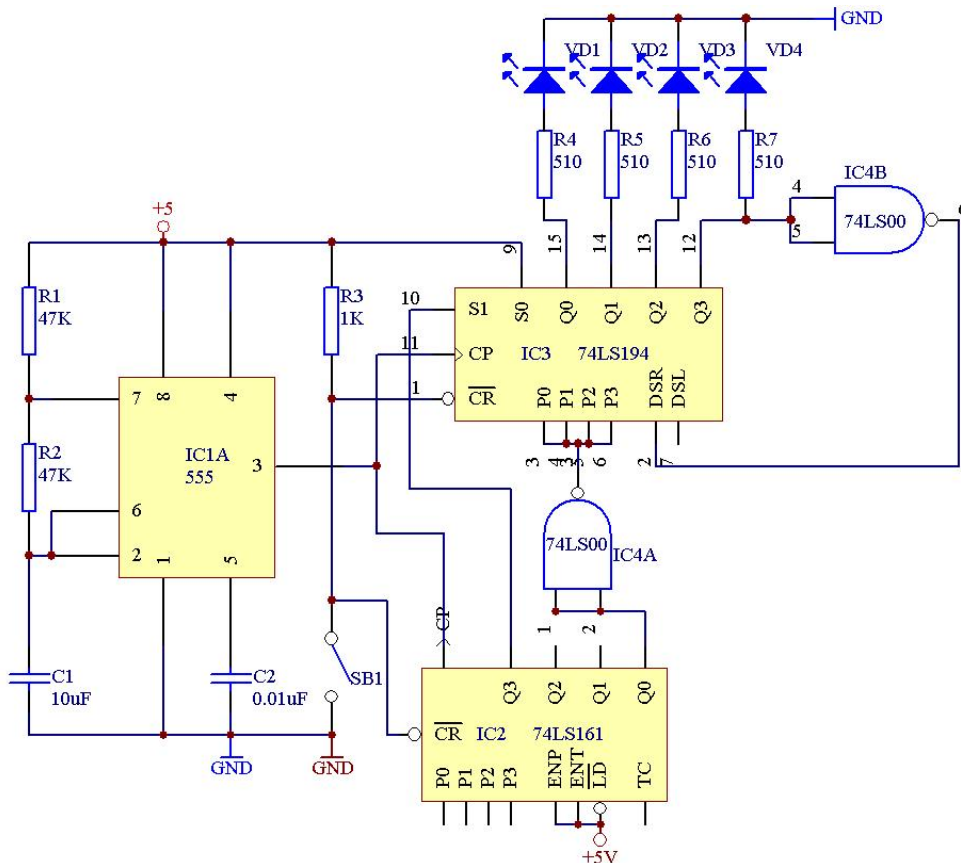 GND
VD1 VD2 VD3 VD4
R4 510
R5 510
R6 510
R7 510
IC4B
74LS00
4
5
6
+5
9 15 14 13 12
R1 47K
R3 1K
10 S1 S0 Q0 Q1 Q2 Q3
11 CP IC3 74LS194
1 CR P0 P1 P2 P3 DSR DSL
3 4 3 5 6 2 7
7 8 4
R2 47K
IC1A
555
3
6
2 1 5
74LS00
IC4A
1 2
CP
C1 10uF
C2 0.01uF
SB1
Q3 Q2 Q1 Q0
CR IC2 74LS161
P0 P1 P2 P3 ENP ENT LD TC
GND
GND
+5V